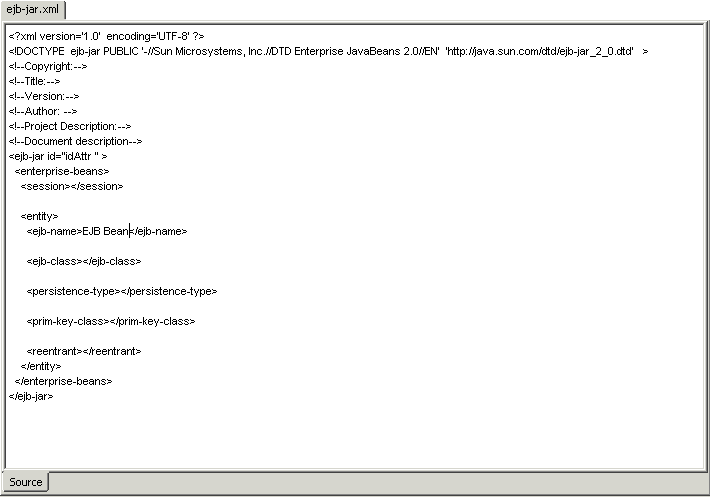 ejb-jar.xml
<?xml version='1.0' encoding='UTF-8' ?>
<!DOCTYPE ejb-jar PUBLIC '-//Sun Microsystems, Inc.//DTD Enterprise JavaBeans 2.0//EN' 'http://java.sun.com/dtd/ejb-jar_2_0.dtd' >
<!--Copyright:-->
<!--Title:-->
<!--Version:-->
<!--Author: -->
<!--Project Description:-->
<!--Document description-->
<ejb-jar id="idAttr " >
<enterprise-beans>
<session></session>
<entity>
<ejb-name>EJB Bean</ejb-name>
<ejb-class></ejb-class>
<persistence-type></persistence-type>
<prim-key-class></prim-key-class>
<reentrant></reentrant>
</entity>
</enterprise-beans>
</ejb-jar>
Source